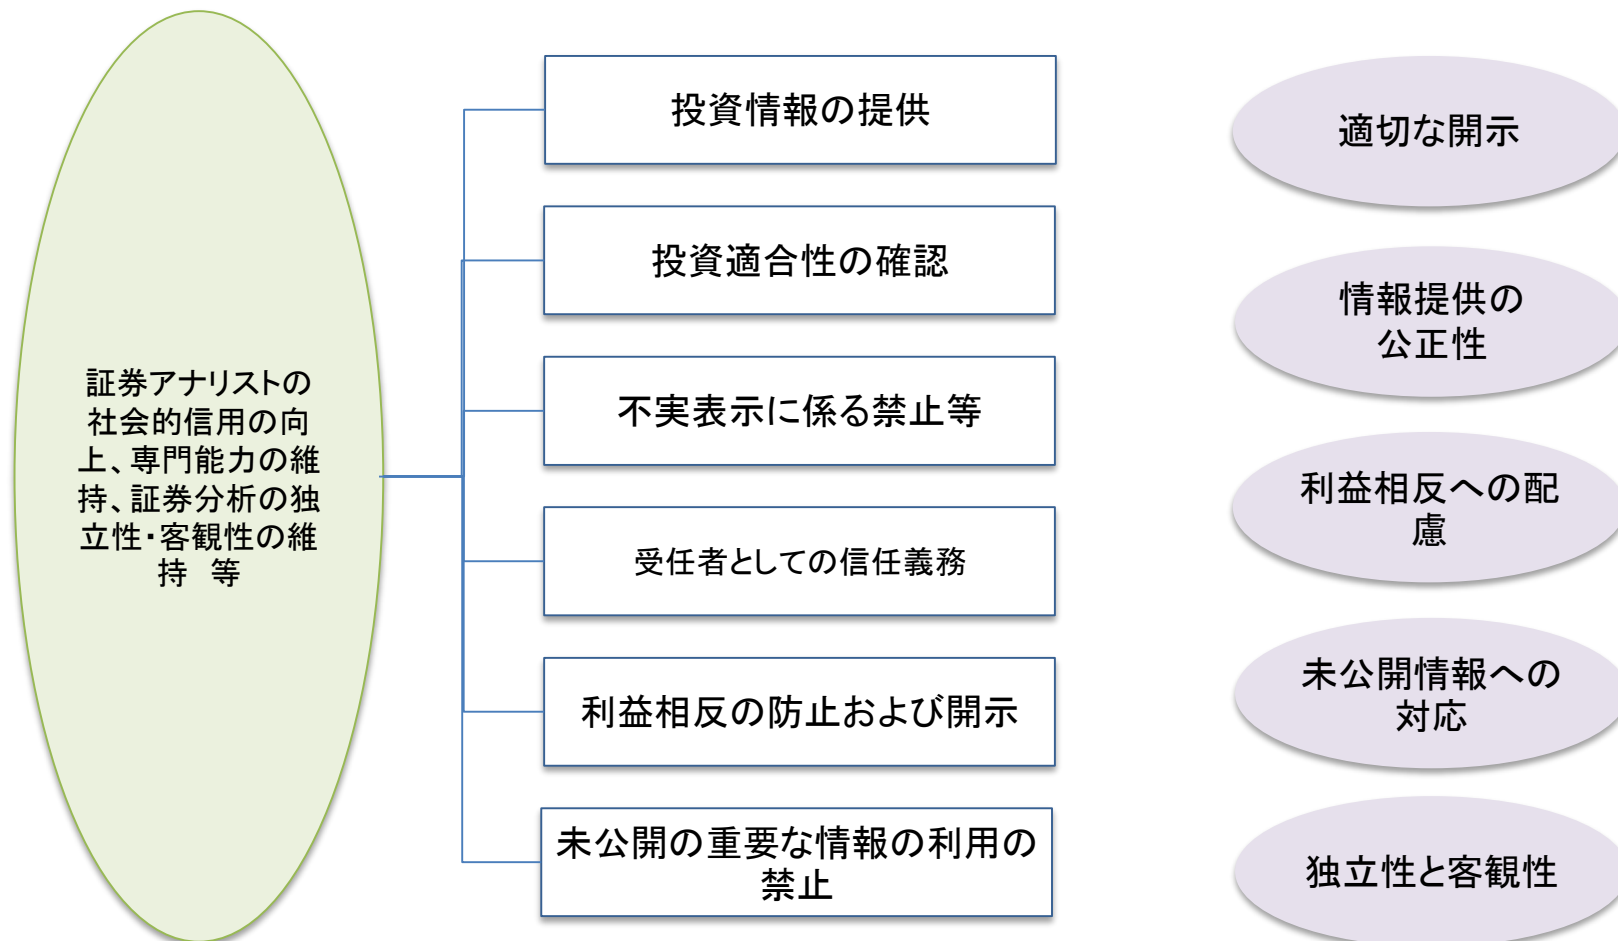 証券アナリストの
社会的信用の向
上、専門能力の維
持、証券分析の独
立性・客観性の維
持　等
投資情報の提供
投資適合性の確認
不実表示に係る禁止等
受任者としての信任義務
利益相反の防止および開示
未公開の重要な情報の利用の
禁止
適切な開示
情報提供の
公正性
利益相反への配
慮
未公開情報への
対応
独立性と客観性